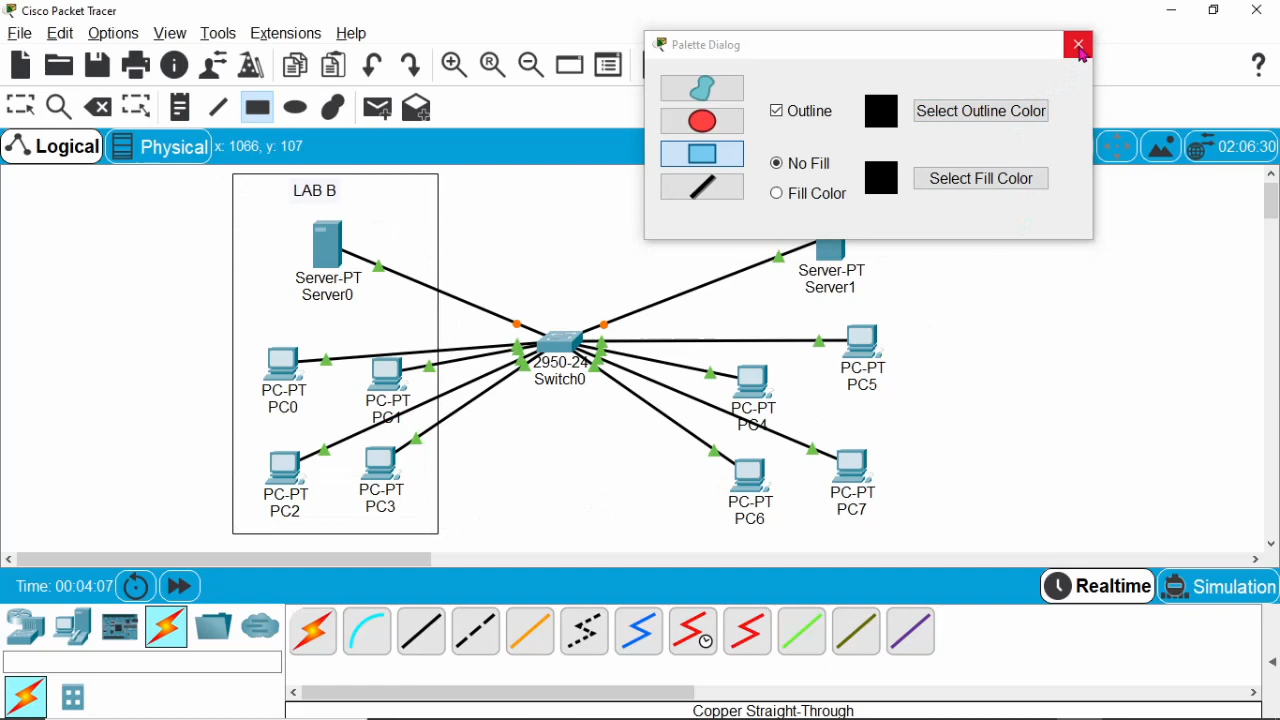 Cisco Packet Tracer
File Edit Options View Tools Extensions Help
Palette Dialog
Outline
Select Outline Color
No Fill
Fill Color
Select Fill Color
?
Logical
Physical x: 1066, y: 107
02:06:30
LAB B
Server-PT
Server0
Server-PT
Server1
2950-24
Switch0
PC-PT
PC0
PC-PT
PC1
PC-PT
PC2
PC-PT
PC3
PC-PT
PC4
PC-PT
PC5
PC-PT
PC6
PC-PT
PC7
Time: 00:04:07
Realtime
Simulation
Copper Straight-Through